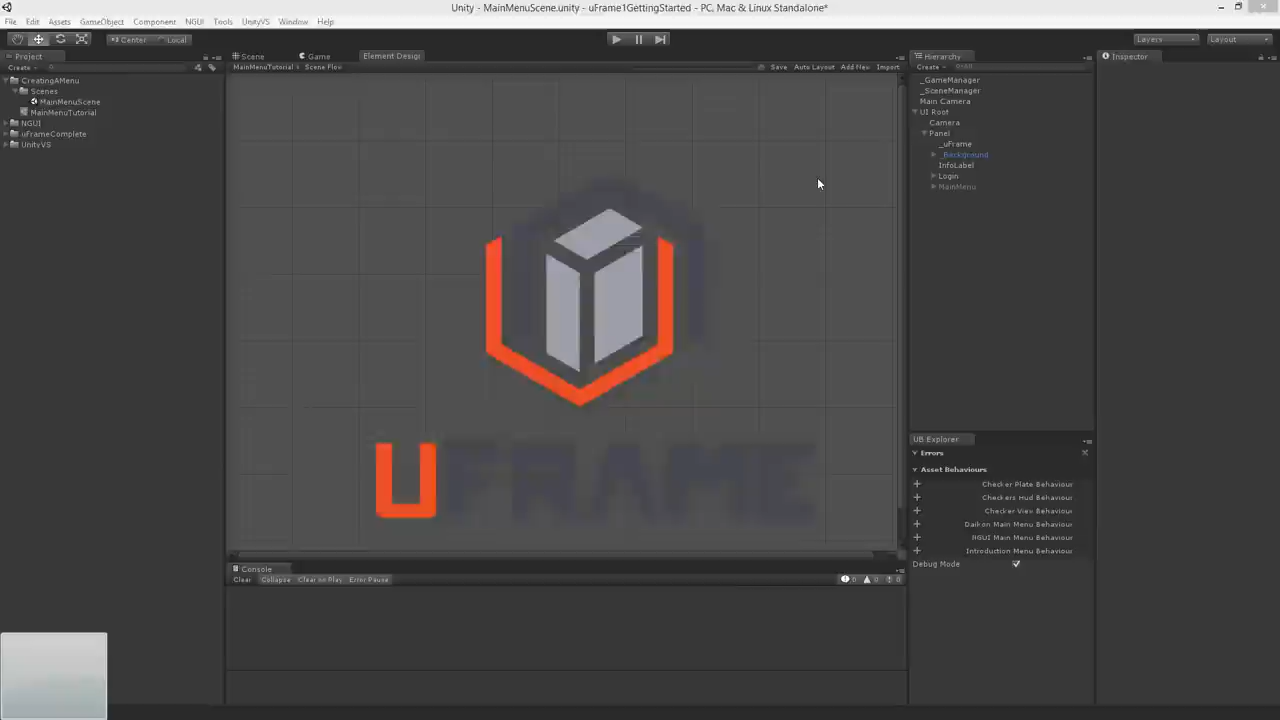 Unity - MainMenuScene.unity - uFrame1GettingStarted - PC, Mac & Linux Standalone*
File Edit Assets GameObject Component NGUI Tools UnityVS Window Help
Center Local
Layers Layout
Project
Create
CreatingAMenu
Scenes
MainMenuScene
MainMenuTutorial
NGUI
uFrameComplete
UnityVS
Scene Game Element Desig
MainMenuTutorial Scene Flow
Save Auto Layout Add New Import
UFRAME
Console
Clear Collapse Clear on Play Error Pause
0 0 0
Hierarchy
Create
_GameManager
_SceneManager
Main Camera
UI Root
Camera
Panel
_uFrame
_Background
InfoLabel
Login
MainMenu
UB Explorer
Errors
Asset Behaviours
Checker Plate Behaviour
Checkers Hud Behaviour
Checker View Behaviour
Daikon Main Menu Behaviour
NGUI Main Menu Behaviour
Introduction Menu Behaviour
Debug Mode
Inspector